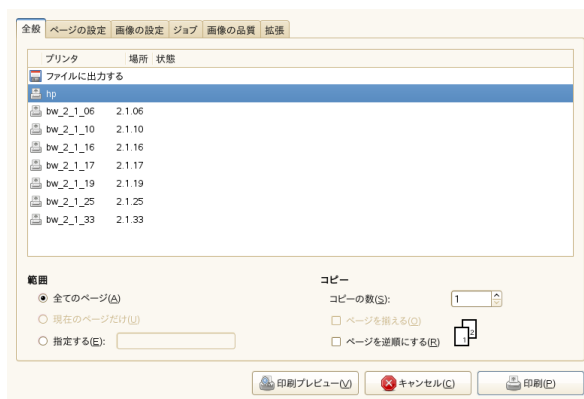 全般 ページの設定 画像の設定 ジョブ 画像の品質 拡張
プリンタ 場所 状態
ファイルに出力する
hp
bw_2_1_06 2.1.06
bw_2_1_10 2.1.10
bw_2_1_16 2.1.16
bw_2_1_17 2.1.17
bw_2_1_19 2.1.19
bw_2_1_25 2.1.25
bw_2_1_33 2.1.33
範囲 コピー
全てのページ(A) コピーの数(S): 1
現在のページだけ(U) ページを揃える(O)
指定する(E): ページを逆順にする(R) 1 2
印刷プレビュー(V) キャンセル(C) 印刷(P)